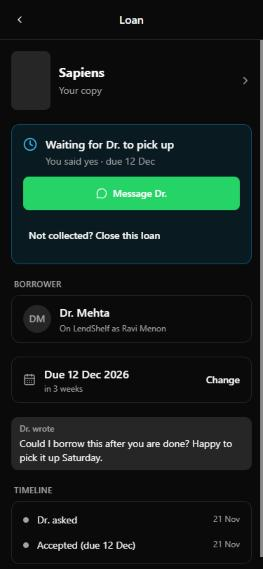 Loan
Sapiens
Your copy
Waiting for Dr. to pick up
You said yes · due 12 Dec
Message Dr.
Not collected? Close this loan
BORROWER
DM
Dr. Mehta
On LendShelf as Ravi Menon
Due 12 Dec 2026
in 3 weeks
Change
Dr. wrote
Could I borrow this after you are done? Happy to
pick it up Saturday.
TIMELINE
Dr. asked
21 Nov
Accepted (due 12 Dec)
21 Nov